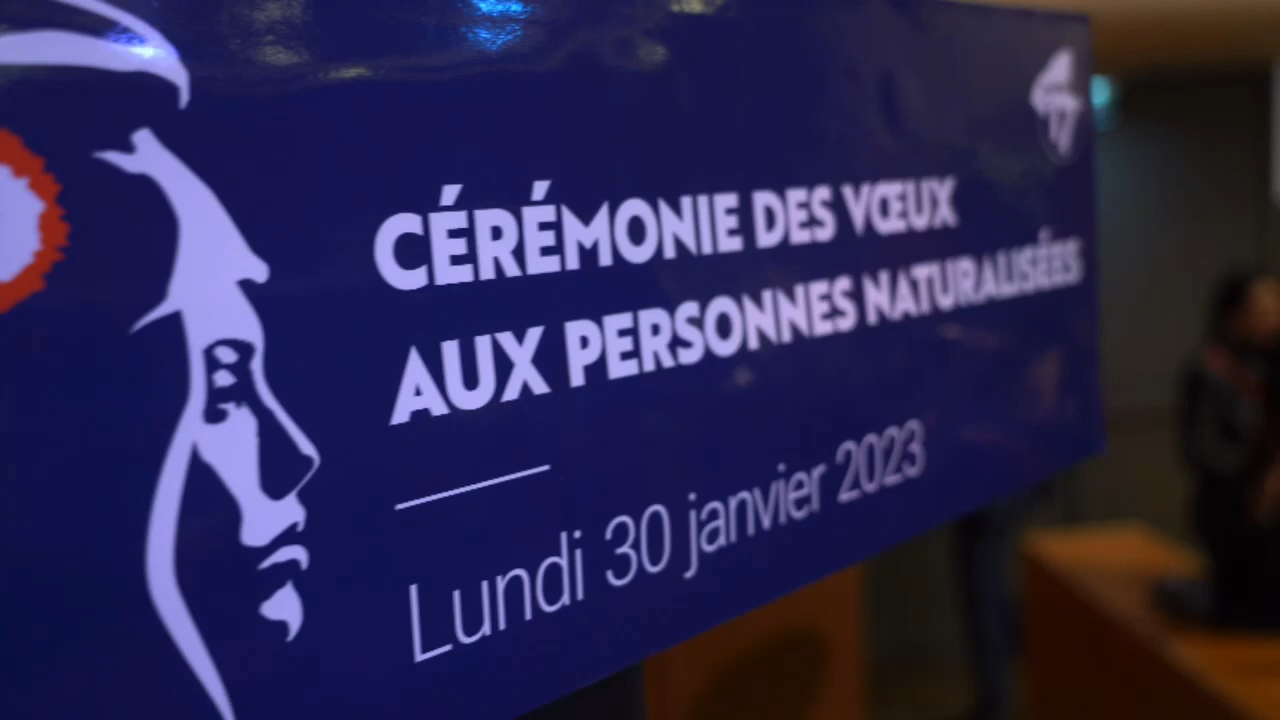 CÉRÉMONIE DES VŒUX
AUX PERSONNES NATURALISÉES
Lundi 30 janvier 2023